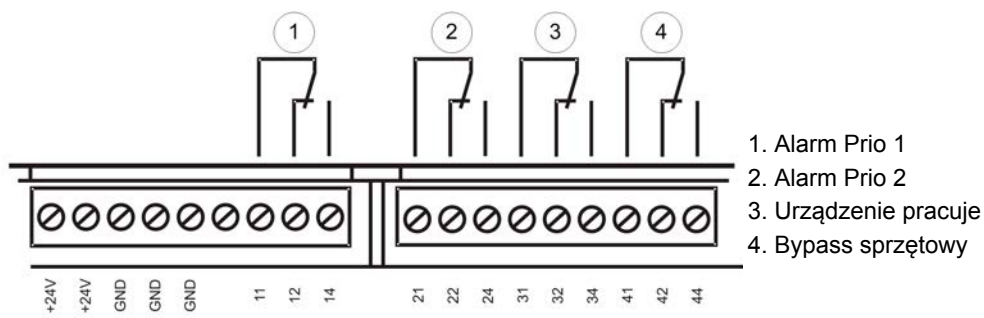 1 2 3 4
1. Alarm Prio 1
2. Alarm Prio 2
3. Urządzenie pracuje
4. Bypass sprzętowy
+24V +24V GND GND GND 11 12 14 21 22 24 31 32 34 41 42 44